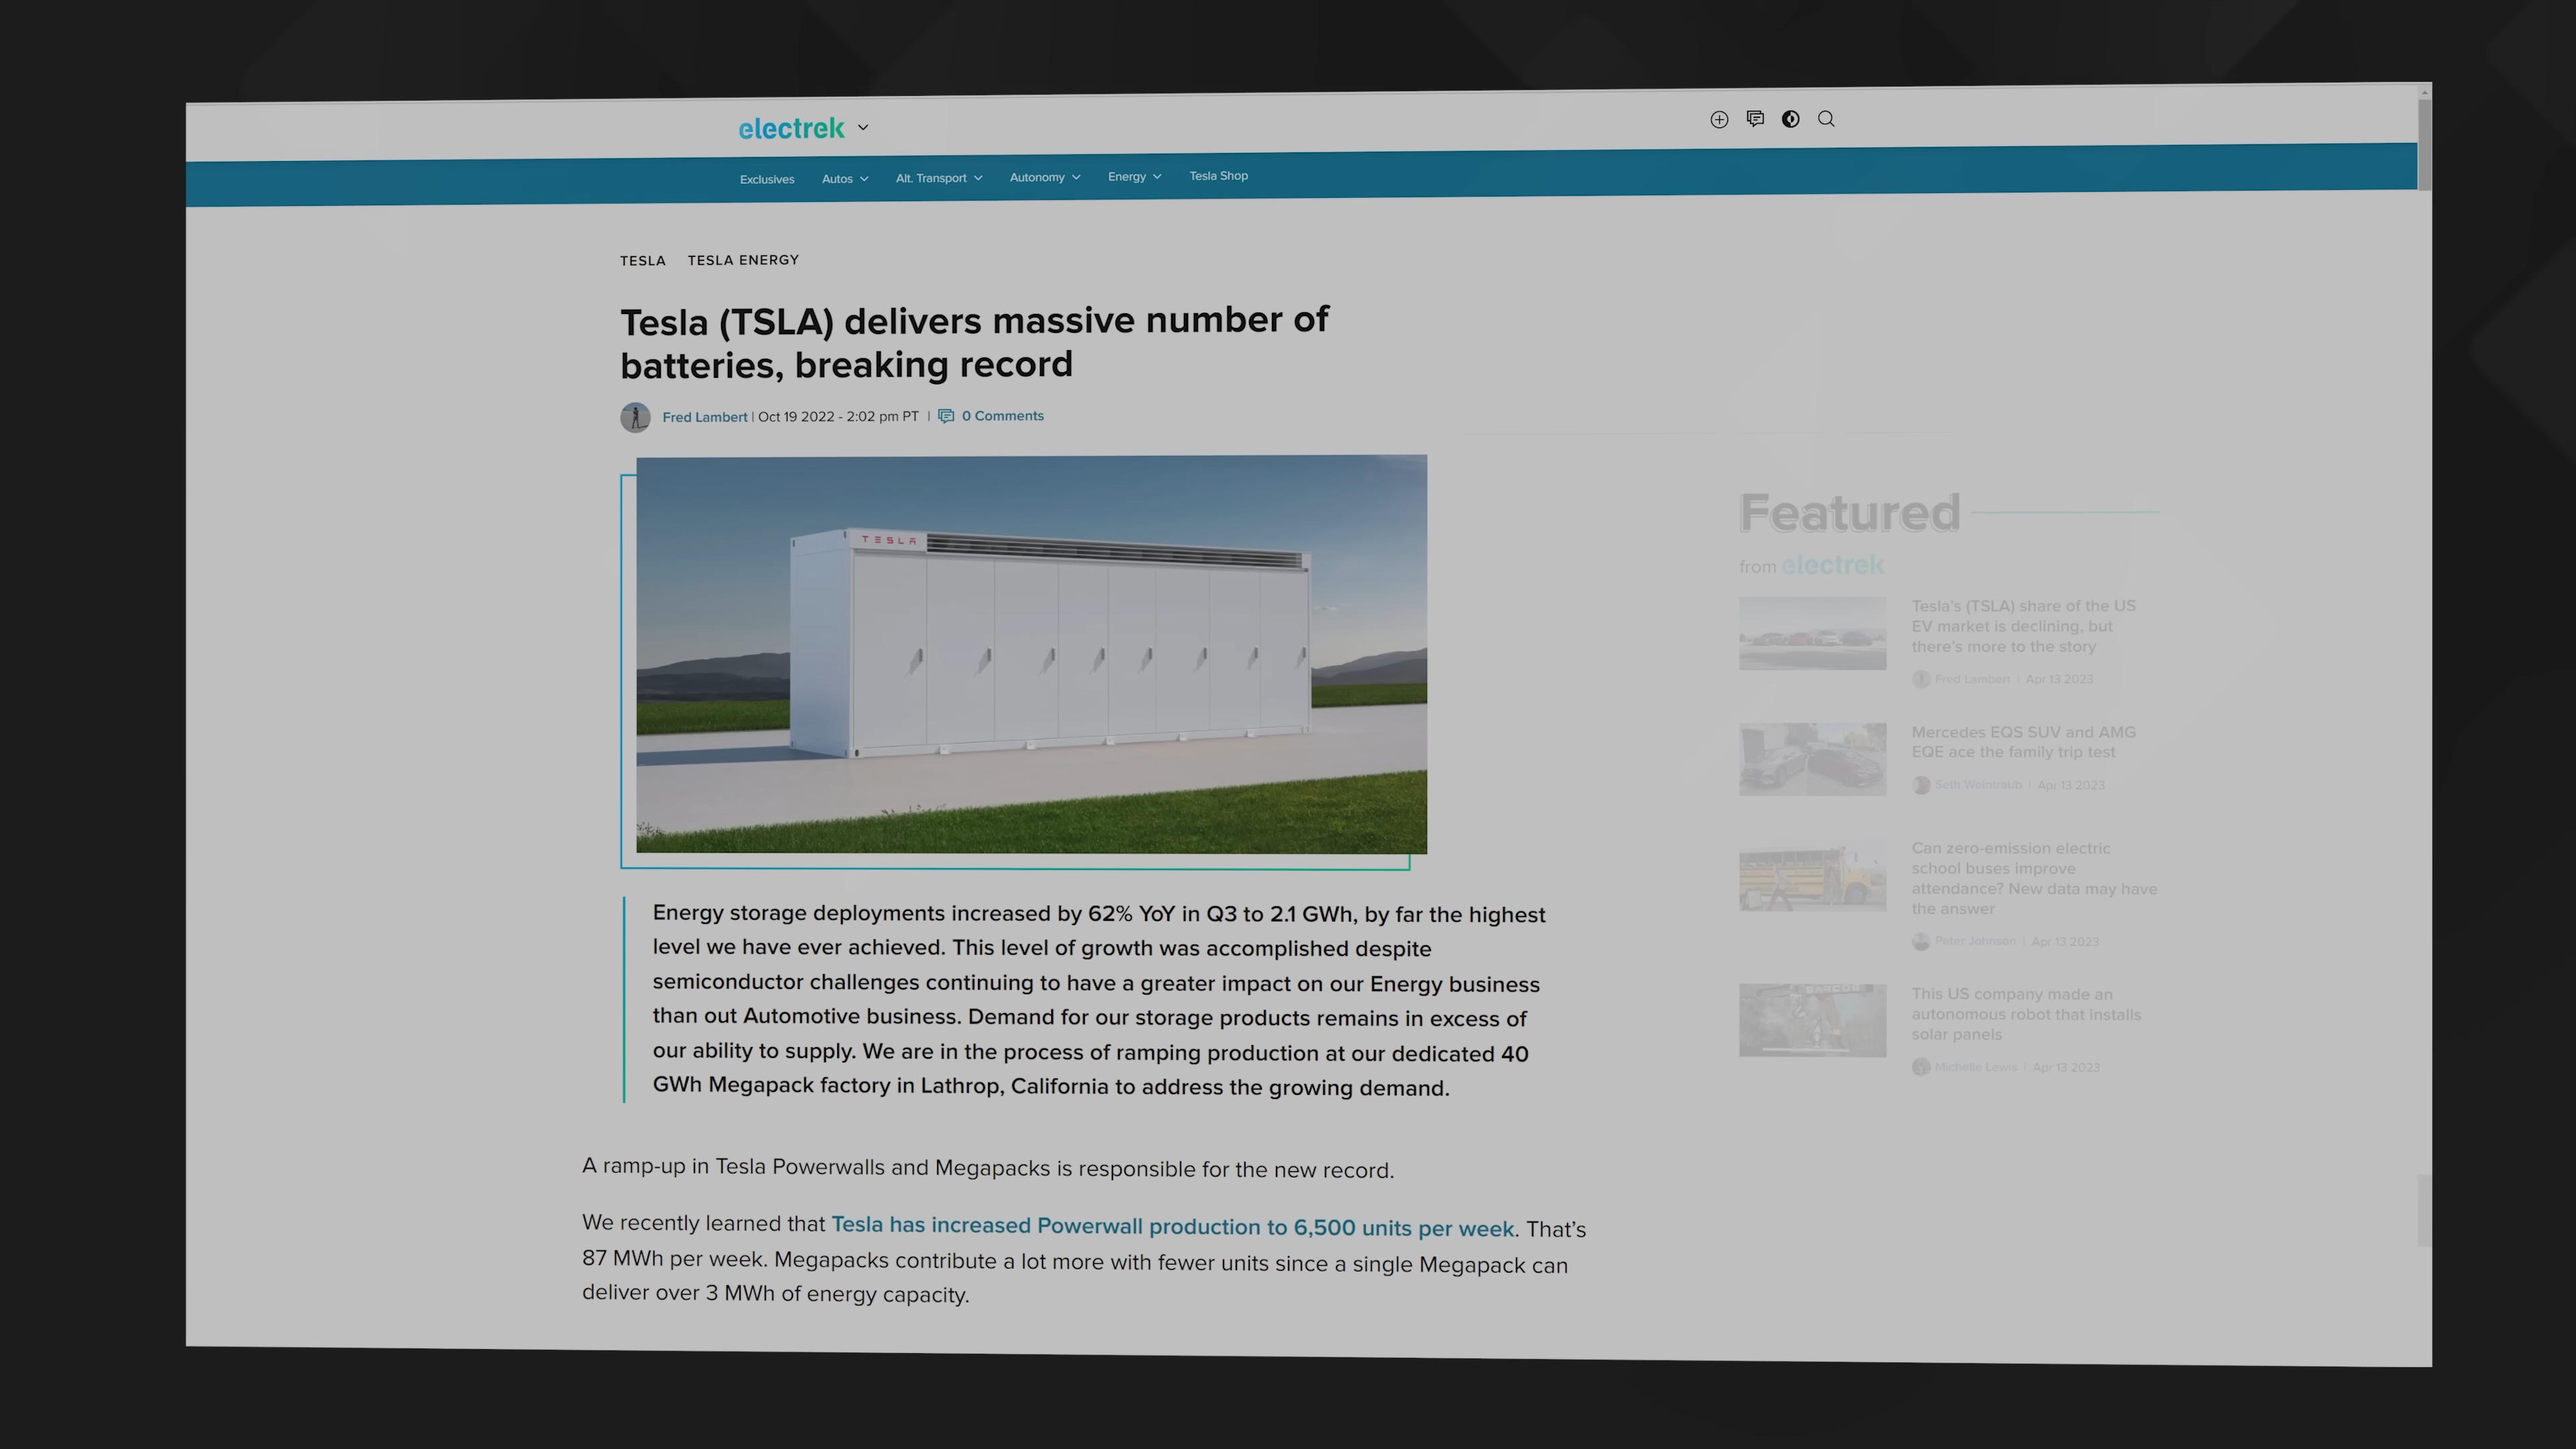 electrek
Exclusives Autos Alt. Transport Autonomy Energy Tesla Shop
TESLA TESLA ENERGY
Tesla (TSLA) delivers massive number of
batteries, breaking record
Fred Lambert | Oct 19 2022 - 2:02 pm PT | 0 Comments
TESLA
Energy storage deployments increased by 62% YoY in Q3 to 2.1 GWh, by far the highest
level we have ever achieved. This level of growth was accomplished despite
semiconductor challenges continuing to have a greater impact on our Energy business
than out Automotive business. Demand for our storage products remains in excess of
our ability to supply. We are in the process of ramping production at our dedicated 40
GWh Megapack factory in Lathrop, California to address the growing demand.
A ramp-up in Tesla Powerwalls and Megapacks is responsible for the new record.
We recently learned that Tesla has increased Powerwall production to 6,500 units per week. That's
87 MWh per week. Megapacks contribute a lot more with fewer units since a single Megapack can
deliver over 3 MWh of energy capacity.
Featured
from electrek
Tesla's (TSLA) share of the US
EV market is declining, but
there's more to the story
Fred Lambert | Apr 13 2023
Mercedes EQS SUV and AMG
EQE ace the family trip test
Seth Weintraub | Apr 13 2023
Can zero-emission electric
school buses improve
attendance? New data may have
the answer
Peter Johnson | Apr 13 2023
This US company made an
autonomous robot that installs
solar panels
Michelle Lewis | Apr 13 2023